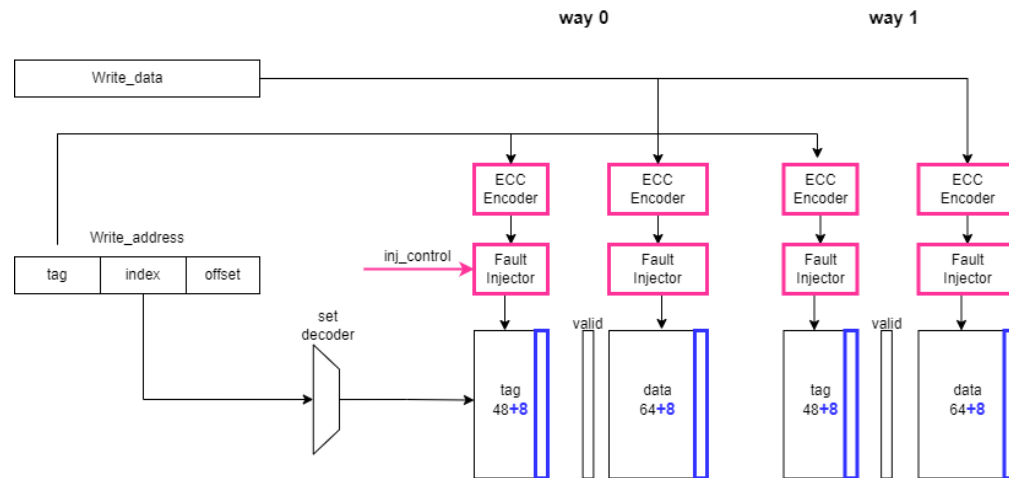 way 0
way 1
Write_data
ECC
Encoder
ECC
Encoder
ECC
Encoder
ECC
Encoder
Write_address
inj_control
Fault
Injector
Fault
Injector
Fault
Injector
Fault
Injector
tag
index
offset
set
decoder
valid
valid
tag
48+8
data
64+8
tag
48+8
data
64+8